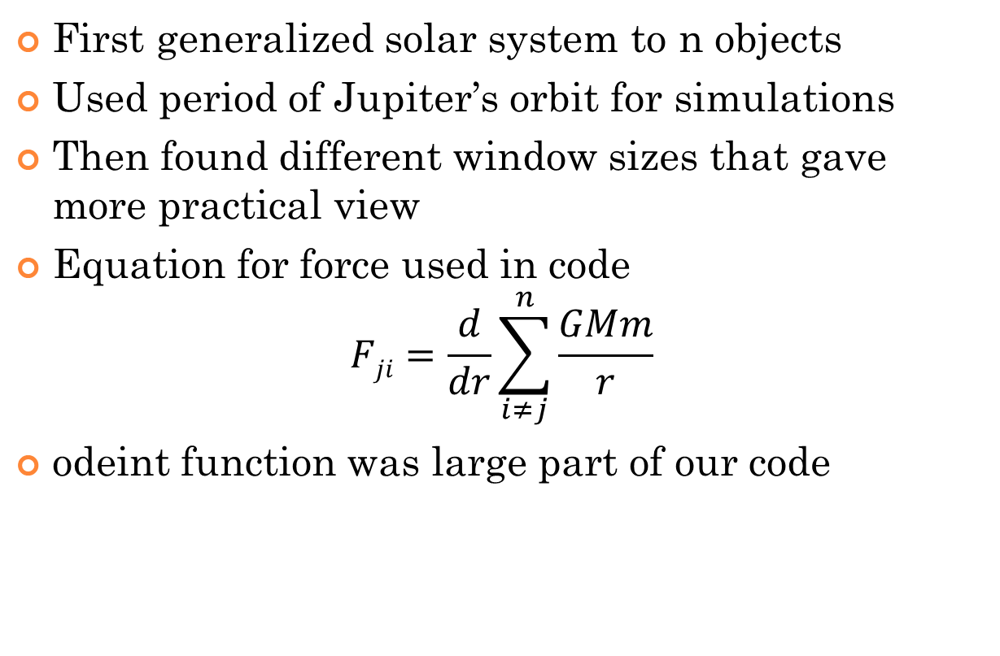 First generalized solar system to n objects
Used period of Jupiter’s orbit for simulations
Then found different window sizes that gave
more practical view
Equation for force used in code
F_{ji} = \frac{d}{dr} \sum_{i≠j}^{n} \frac{GMm}{r}
odeint function was large part of our code